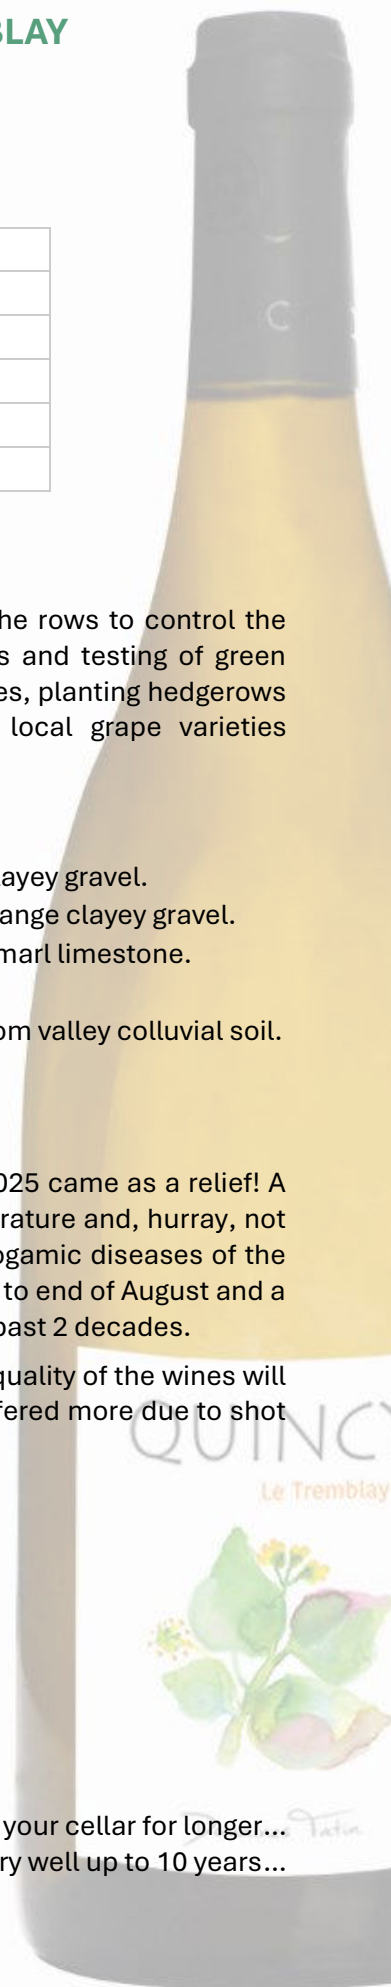 BLAY
he rows to control the
s and testing of green
es, planting hedgerows
local grape varieties
ayey gravel.
ange clayey gravel.
marl limestone.
om valley colluvial soil.
025 came as a relief! A
rature and, hurray, not
ogamic diseases of the
to end of August and a
past 2 decades.
quality of the wines will
fered more due to shot
QUINCY
Le Tremblay
your cellar for longer...
Tatin
ry well up to 10 years...